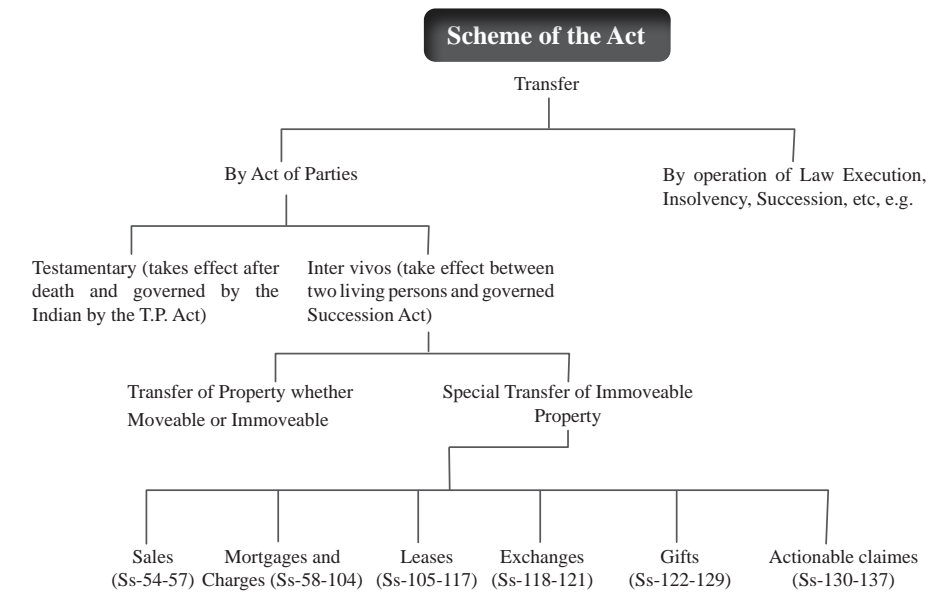 Scheme of the Act
Transfer
By Act of Parties
By operation of Law Execution,
Insolvency, Succession, etc, e.g.
Testamentary (takes effect after
death and governed by the
Indian by the T.P. Act)
Inter vivos (take effect between
two living persons and governed
Succession Act)
Transfer of Property whether
Moveable or Immoveable
Special Transfer of Immoveable
Property
Sales
(Ss-54-57)
Mortgages and
Charges (Ss-58-104)
Leases
(Ss-105-117)
Exchanges
(Ss-118-121)
Gifts
(Ss-122-129)
Actionable claimes
(Ss-130-137)